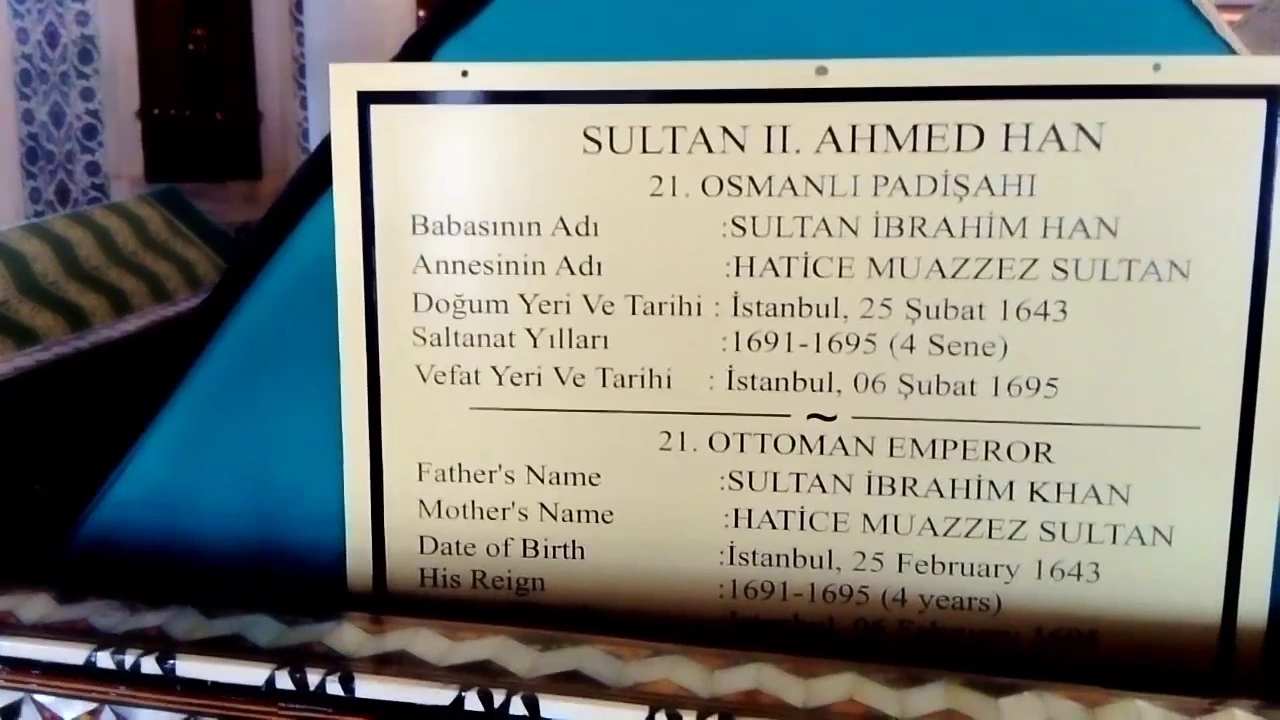 SULTAN II. AHMED HAN
21. OSMANLI PADİŞAHI
Babasının Adı :SULTAN İBRAHİM HAN
Annesinin Adı :HATİCE MUAZZEZ SULTAN
Doğum Yeri Ve Tarihi : İstanbul, 25 Şubat 1643
Saltanat Yılları :1691-1695 (4 Sene)
Vefat Yeri Ve Tarihi : İstanbul, 06 Şubat 1695
~
21. OTTOMAN EMPEROR
Father's Name :SULTAN İBRAHİM KHAN
Mother's Name :HATİCE MUAZZEZ SULTAN
Date of Birth :İstanbul, 25 February 1643
His Reign :1691-1695 (4 years)